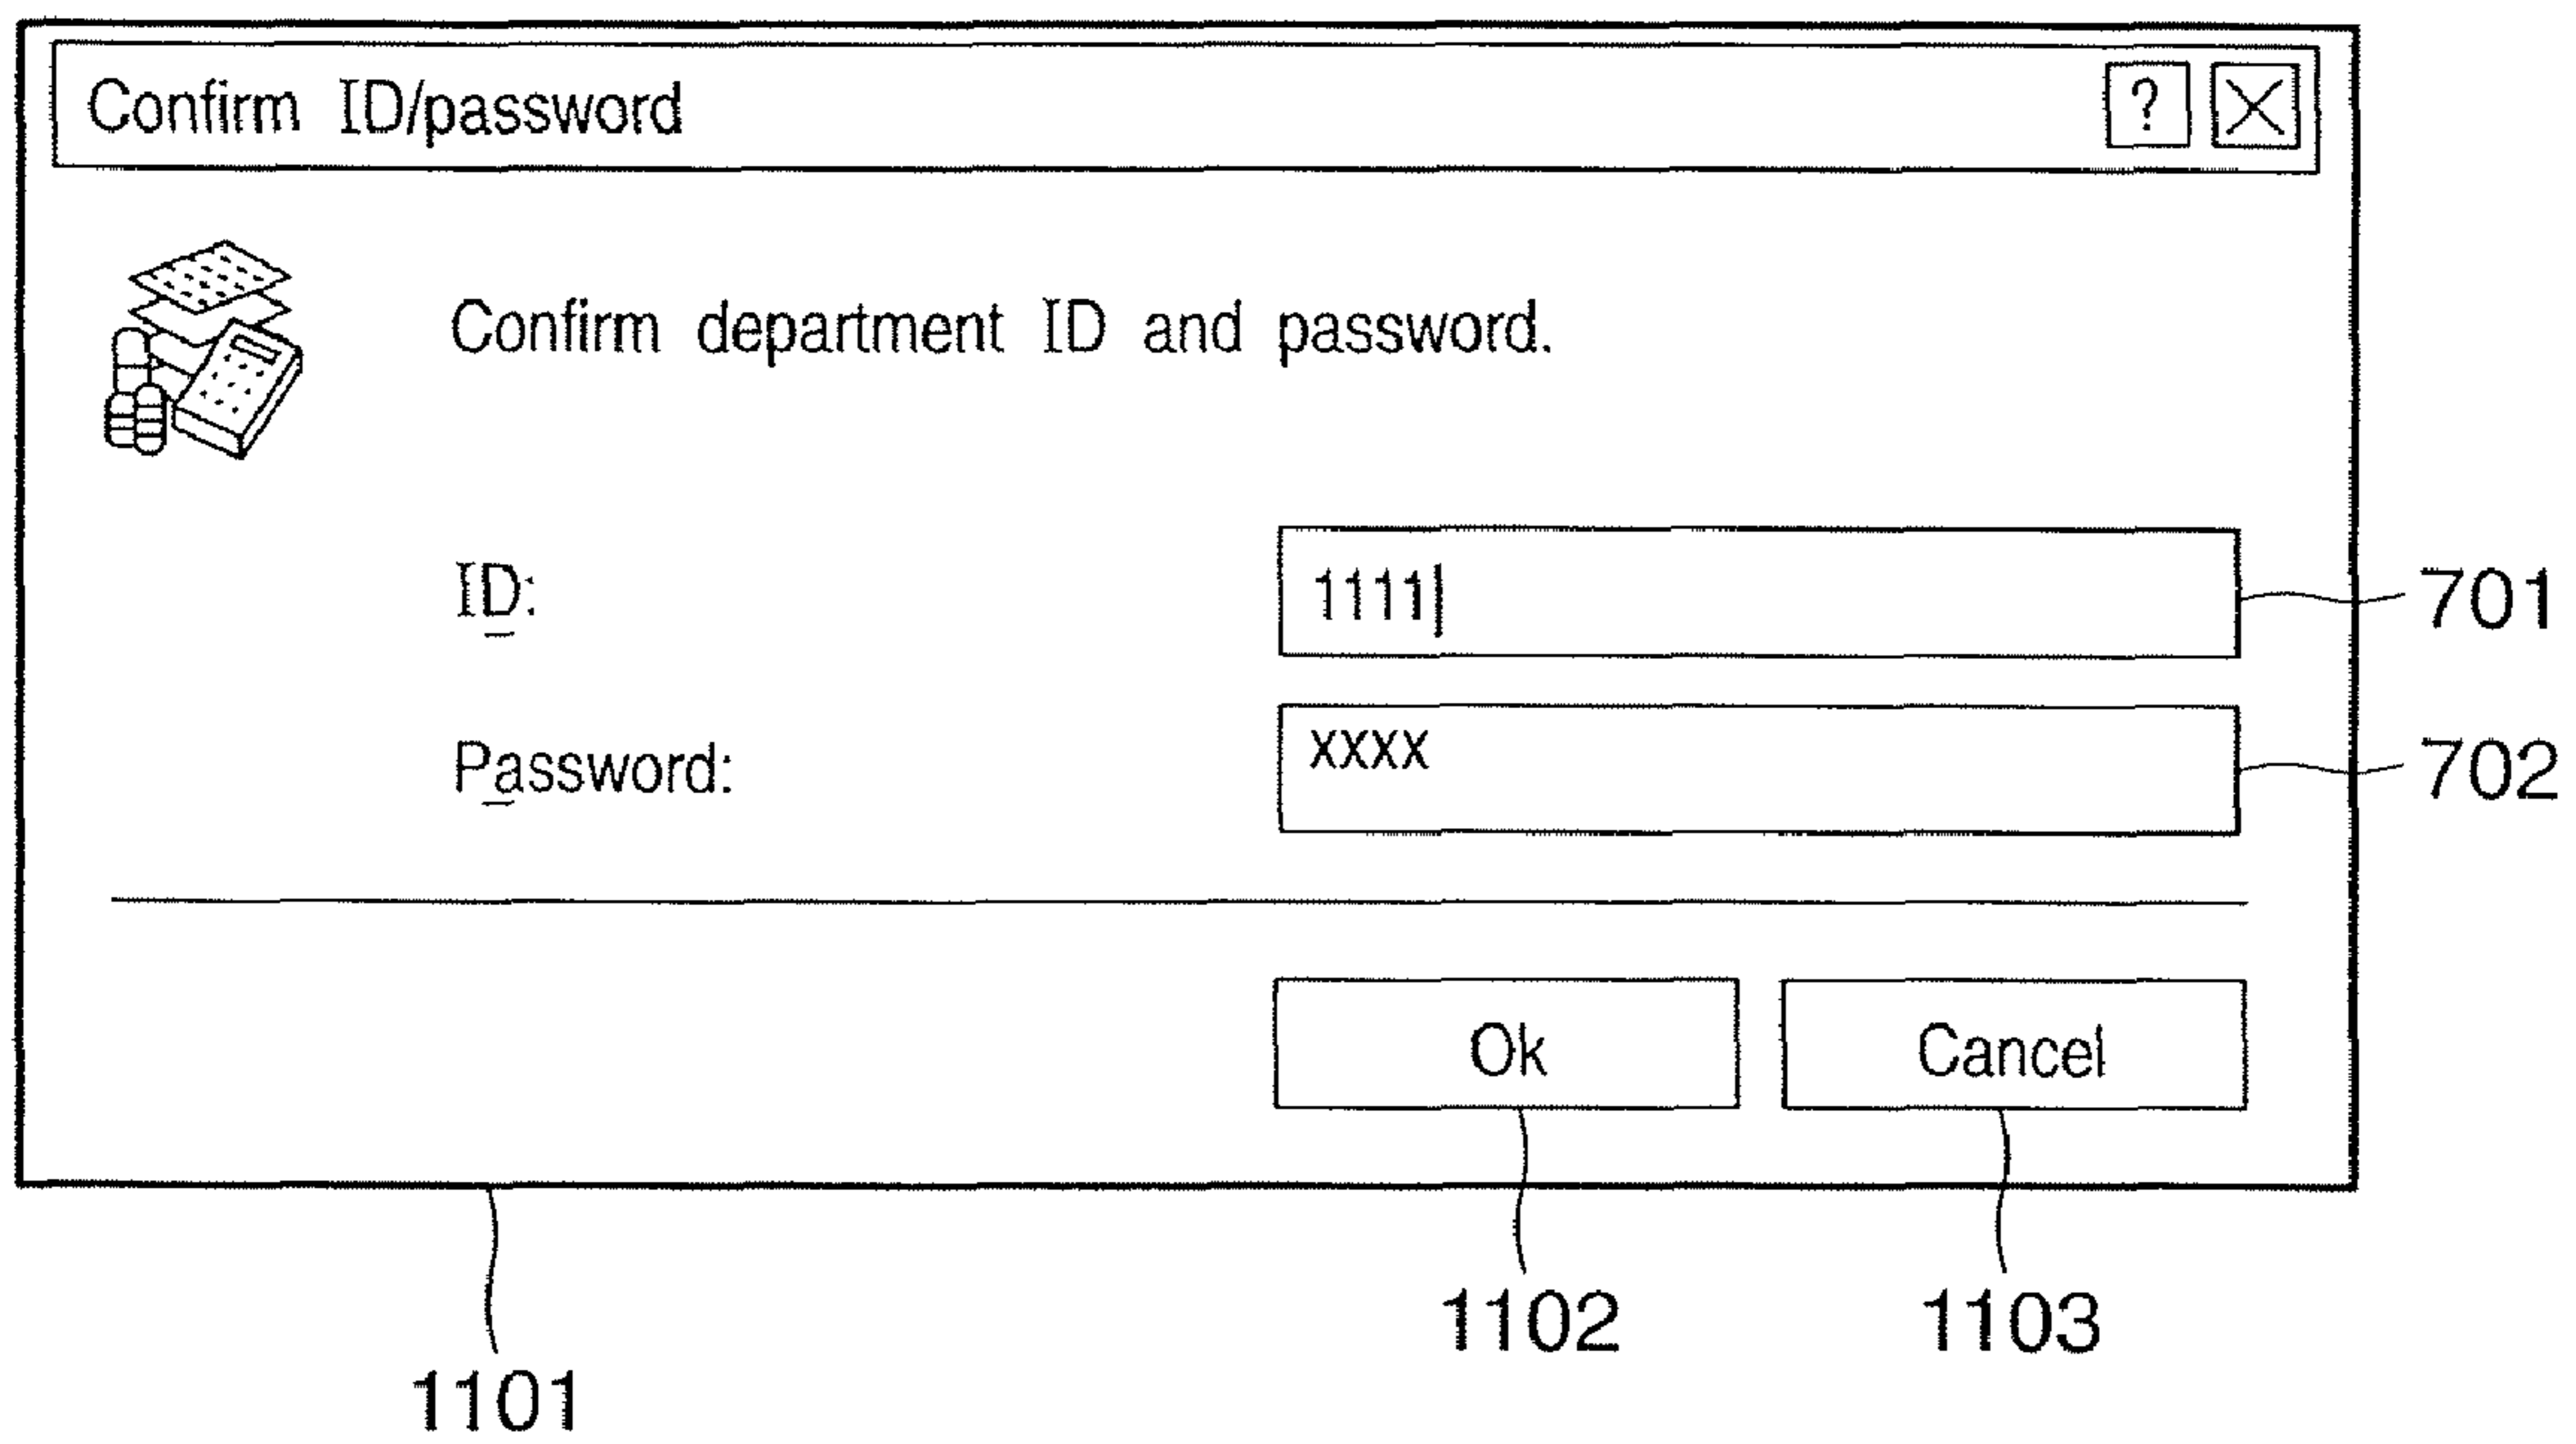 Confirm ID/password ?
Confirm department ID and password.
ID: 1111 701
Password: xxxx 702
Ok Cancel
1102 1103
1101